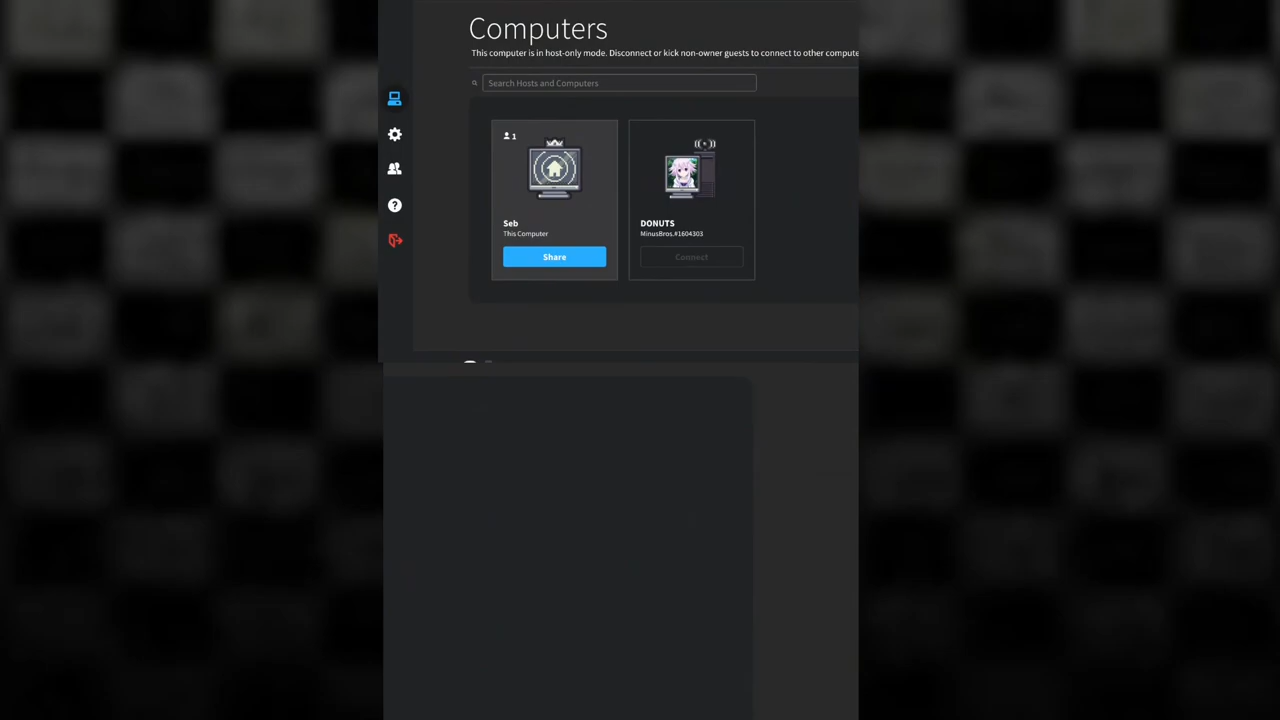 Computers
This computer is in host-only mode. Disconnect or kick non-owner guests to connect to other compute
Search Hosts and Computers
1
Seb
This Computer
Share
DONUTS
MinusBros.#1604303
Connect